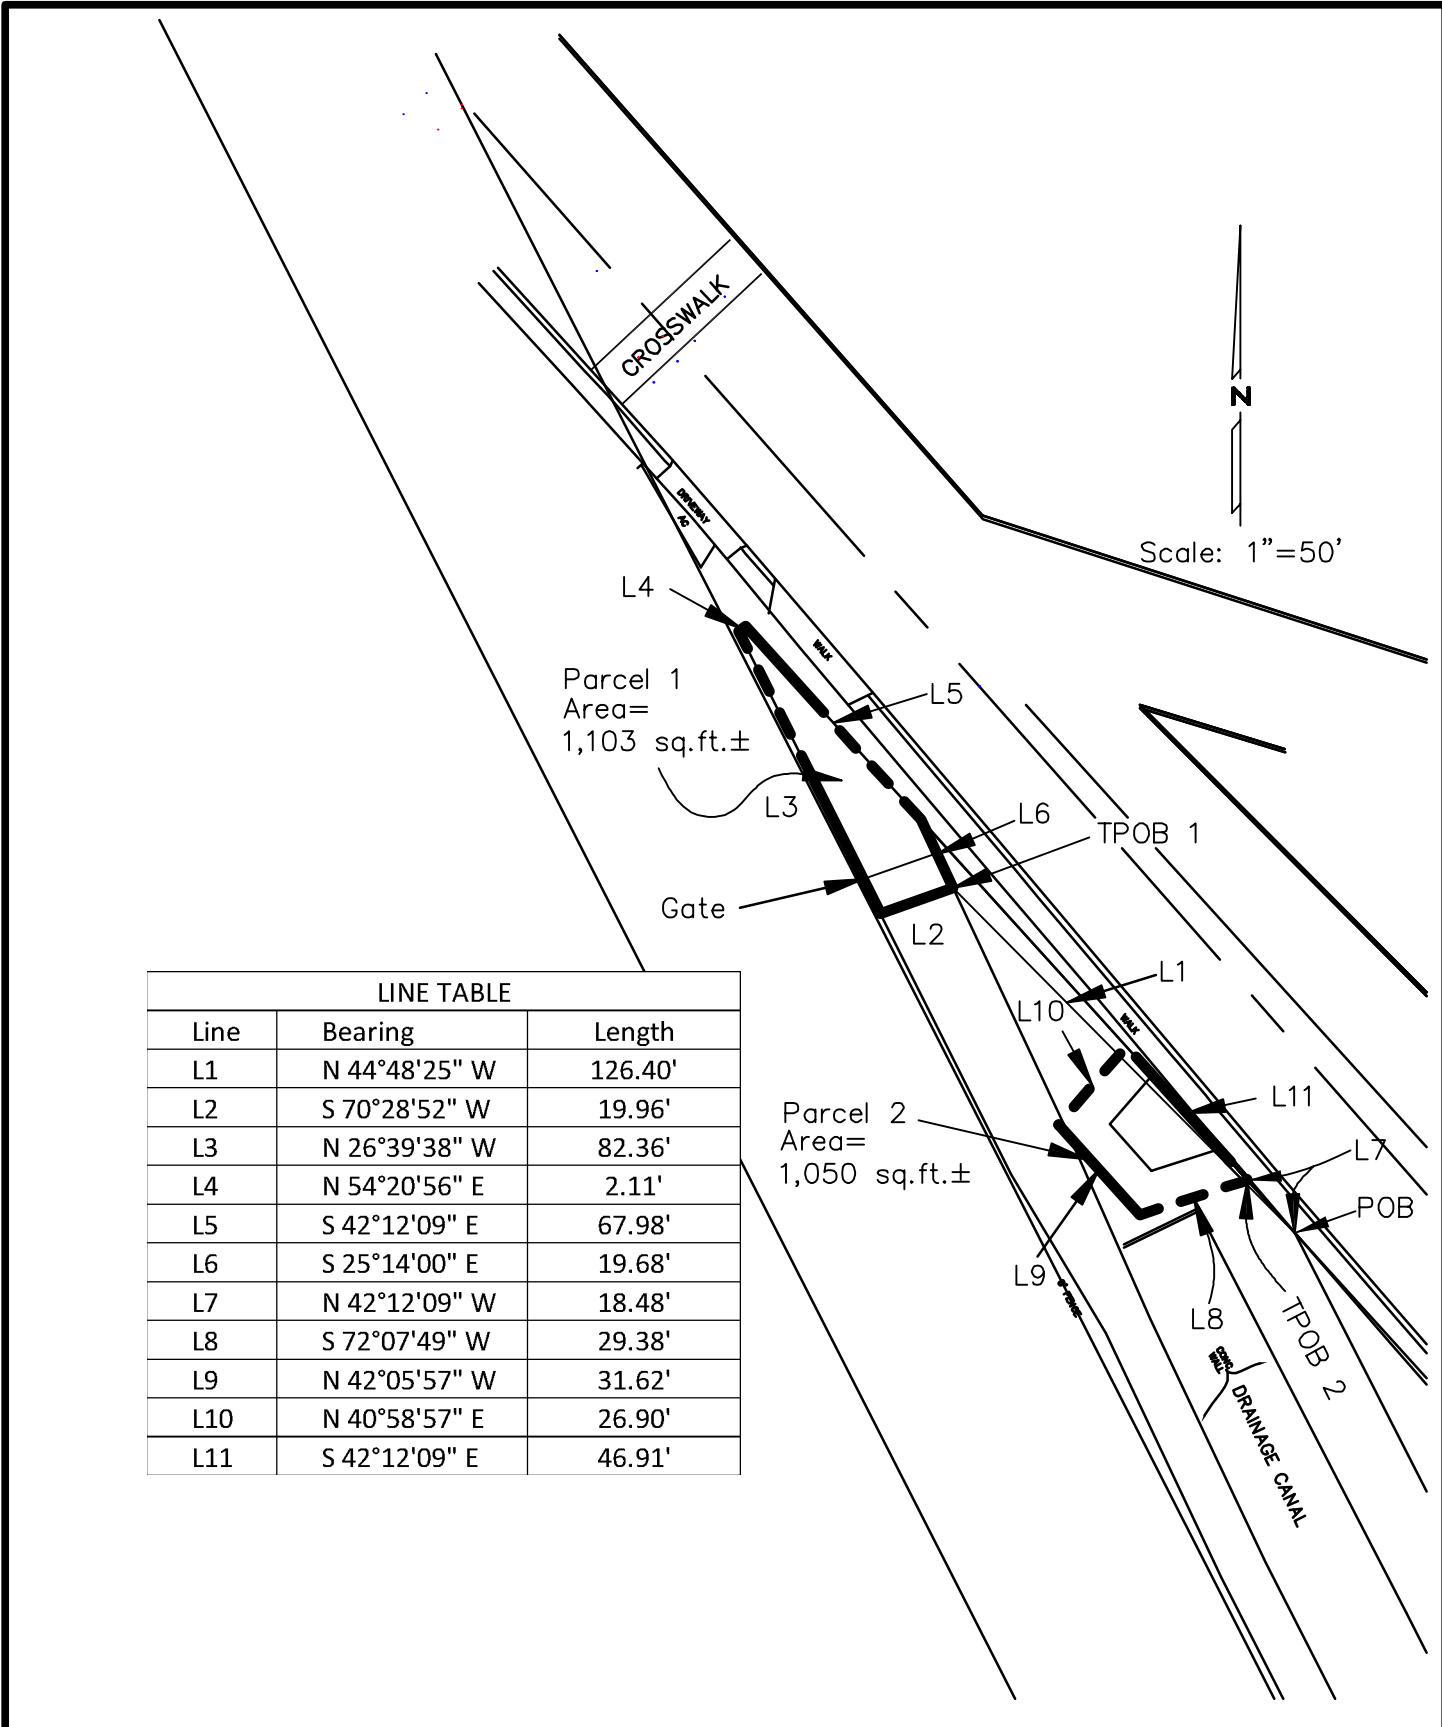 CROSSWALK
N
Scale: 1"=50'
DRIVEWAY
AC
L4
WALK
Parcel 1
Area=
1,103 sq.ft.±
L5
L3
L6
TPOB 1
Gate
L2
L1
L10
WALK
LINE TABLE
Line Bearing Length
L1 N 44°48'25" W 126.40'
L2 S 70°28'52" W 19.96'
L3 N 26°39'38" W 82.36'
L4 N 54°20'56" E 2.11'
L5 S 42°12'09" E 67.98'
L6 S 25°14'00" E 19.68'
L7 N 42°12'09" W 18.48'
L8 S 72°07'49" W 29.38'
L9 N 42°05'57" W 31.62'
L10 N 40°58'57" E 26.90'
L11 S 42°12'09" E 46.91'
Parcel 2
Area=
1,050 sq.ft.±
L11
L7
POB
L9
FENCE
L8
TPOB 2
CONC
WALL
DRAINAGE CANAL